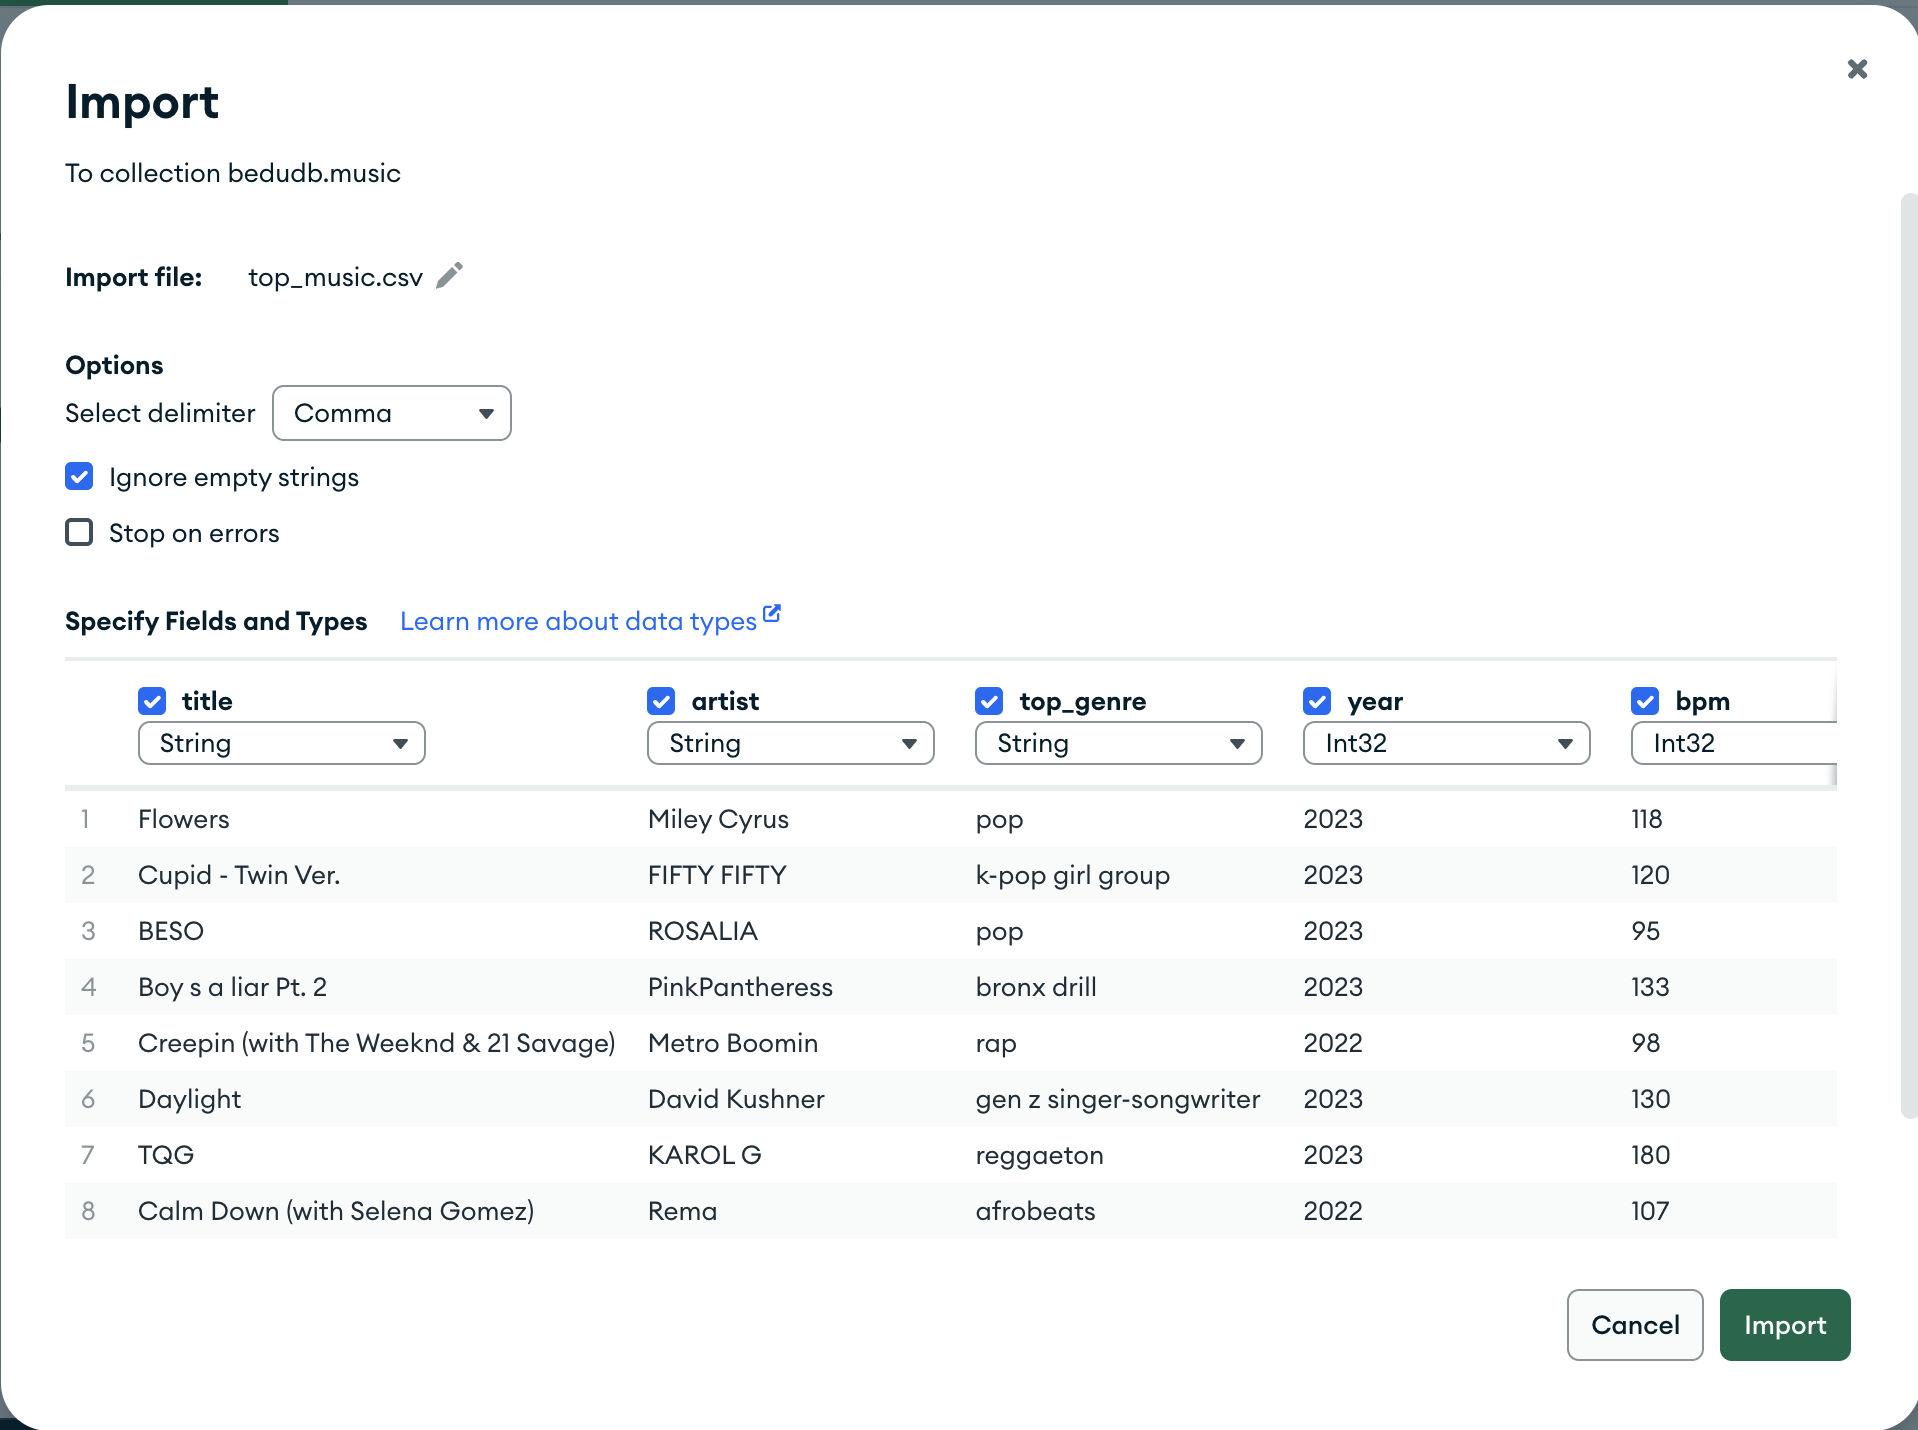 Import
To collection bedudb.music
Import file: top_music.csv
Options
Select delimiter Comma
Ignore empty strings
Stop on errors
Specify Fields and Types Learn more about data types
title artist top_genre year bpm
String String String Int32 Int32
1 Flowers Miley Cyrus pop 2023 118
2 Cupid - Twin Ver. FIFTY FIFTY k-pop girl group 2023 120
3 BESO ROSALIA pop 2023 95
4 Boy s a liar Pt. 2 PinkPantheress bronx drill 2023 133
5 Creepin (with The Weeknd & 21 Savage) Metro Boomin rap 2022 98
6 Daylight David Kushner gen z singer-songwriter 2023 130
7 TQG KAROL G reggaeton 2023 180
8 Calm Down (with Selena Gomez) Rema afrobeats 2022 107
Cancel Import